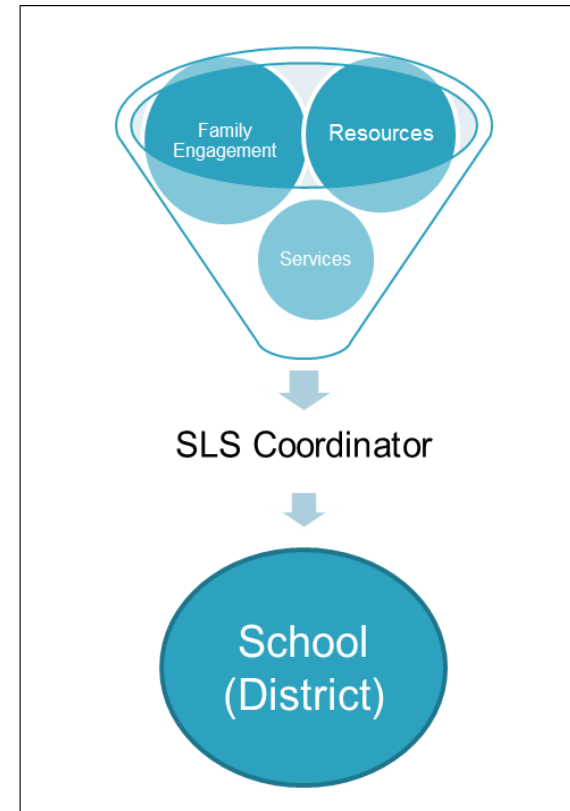 Family
Engagement
Resources
Services
SLS Coordinator
School
(District)